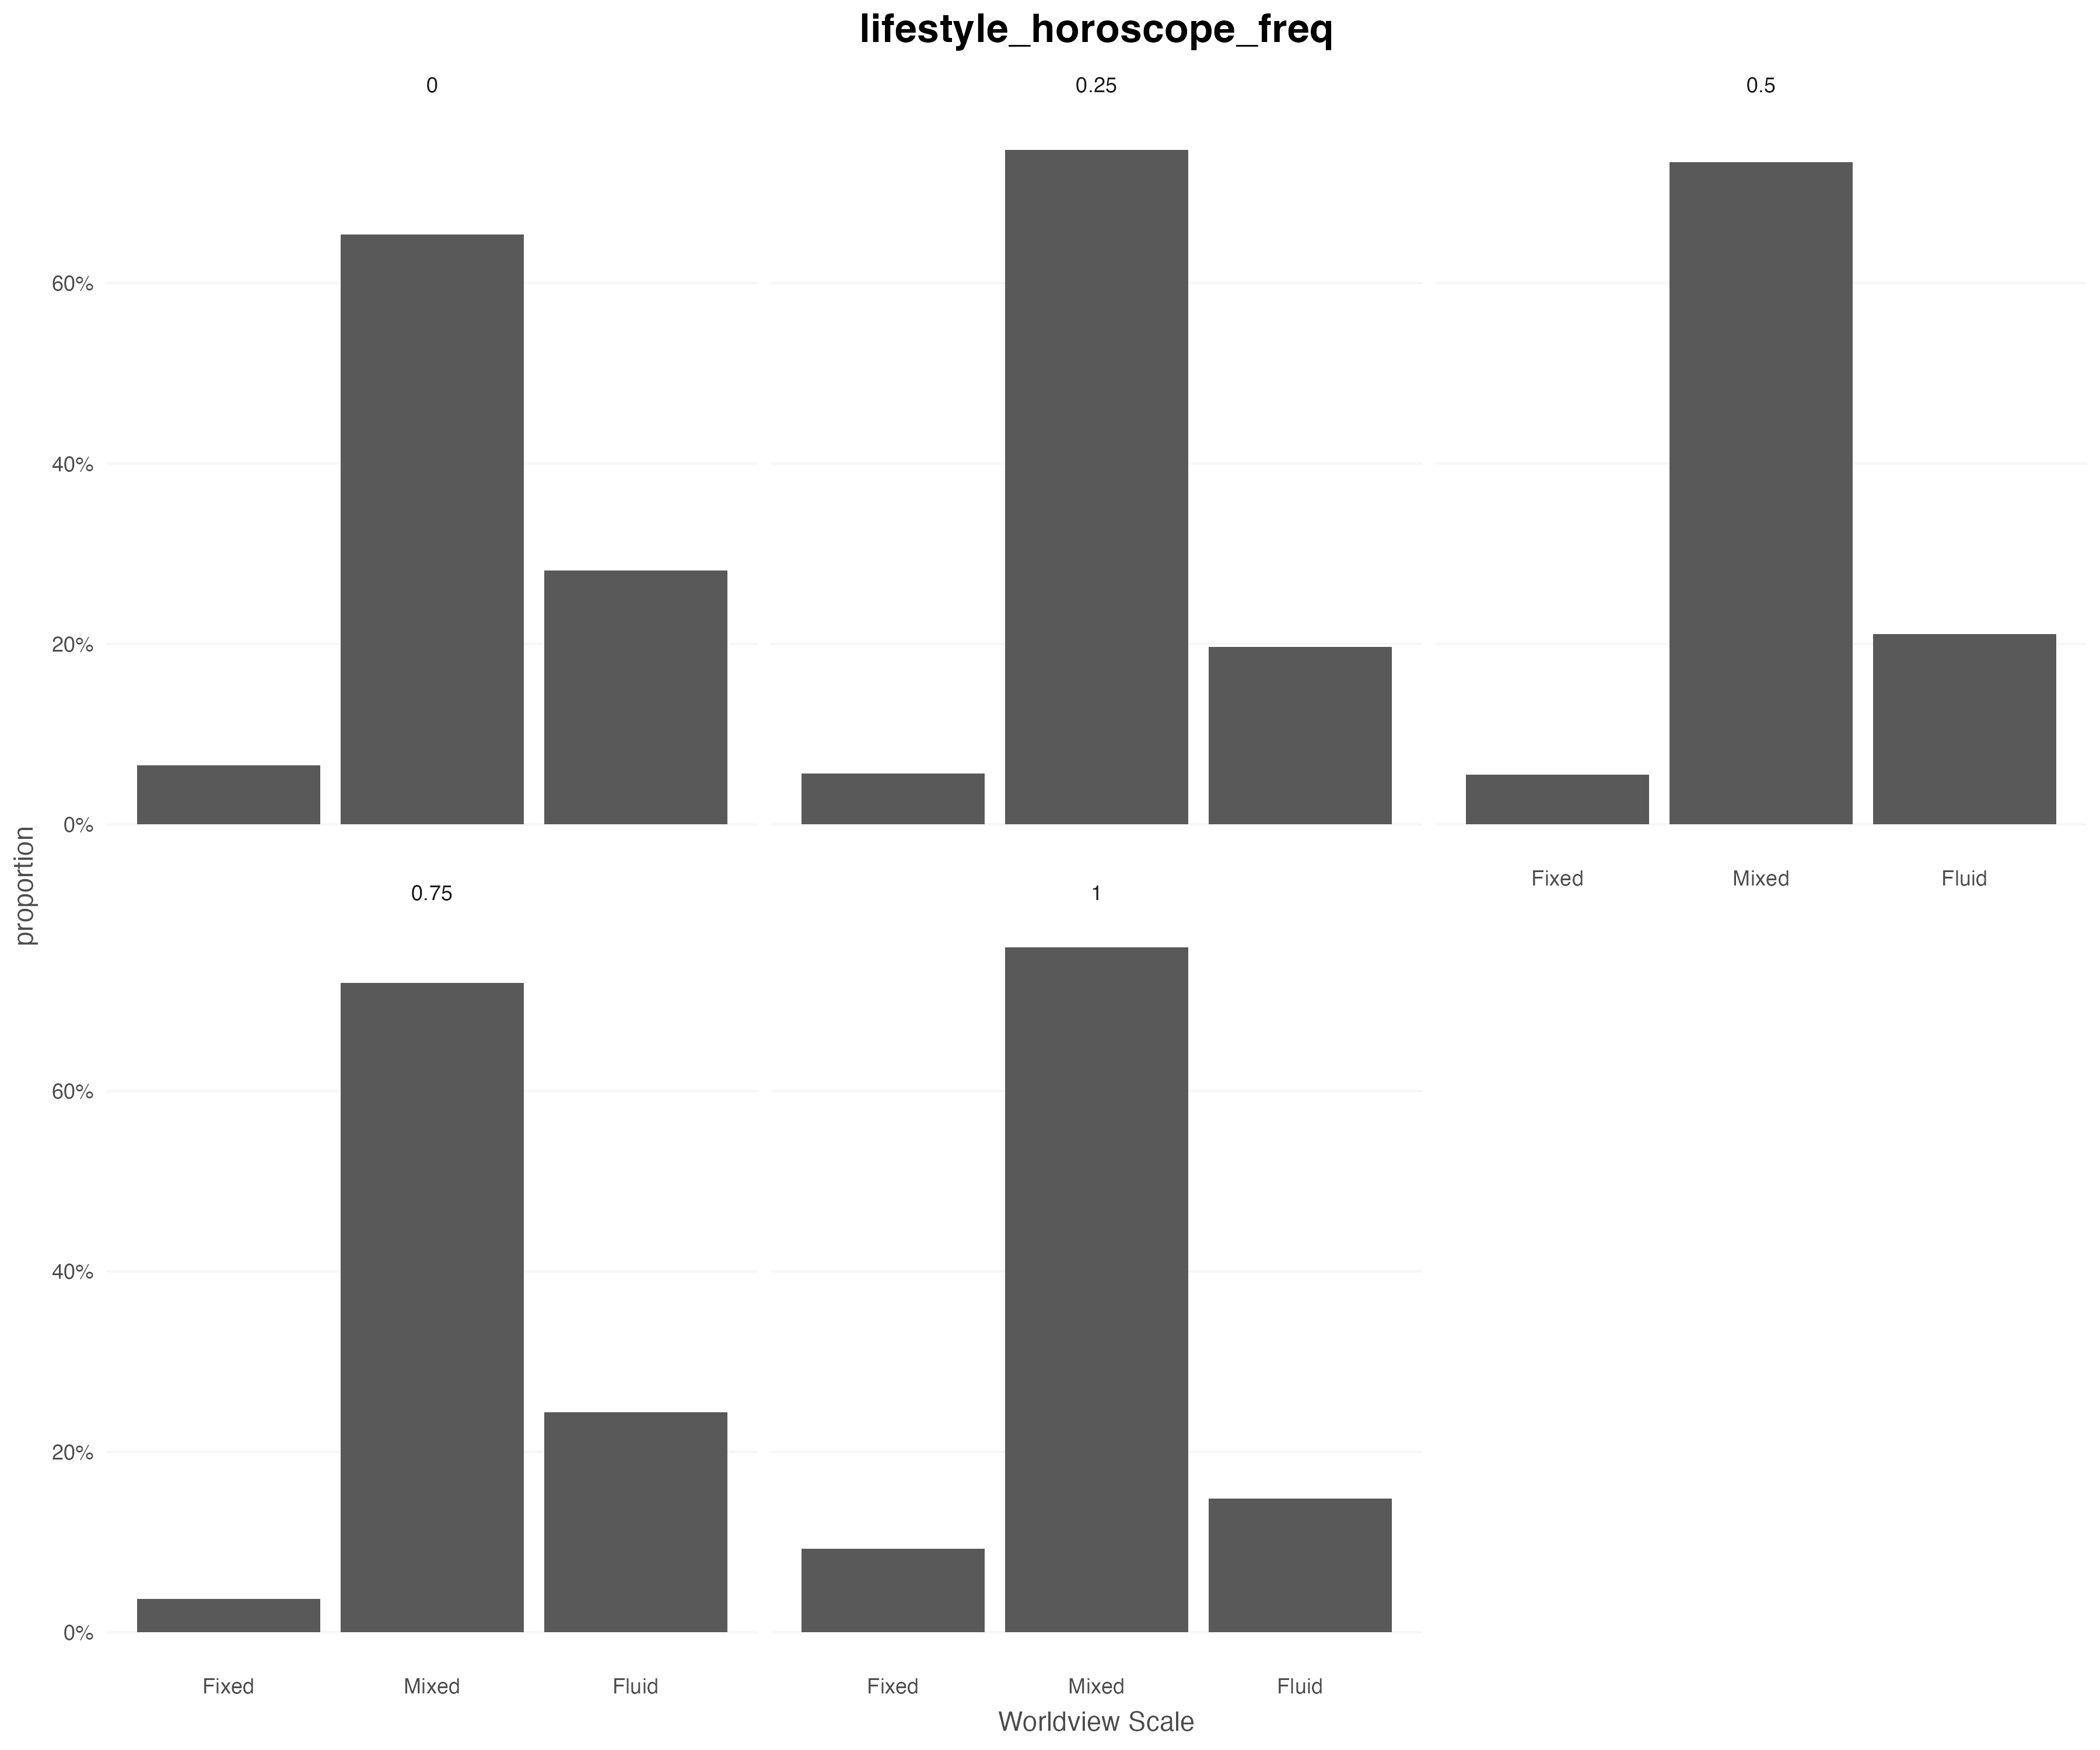 lifestyle_horoscope_freq
0 0.25 0.5
60%
40%
20%
0%
Fixed Mixed Fluid
0.75 1
proportion
60%
40%
20%
0%
Fixed Mixed Fluid Fixed Mixed Fluid
Worldview Scale